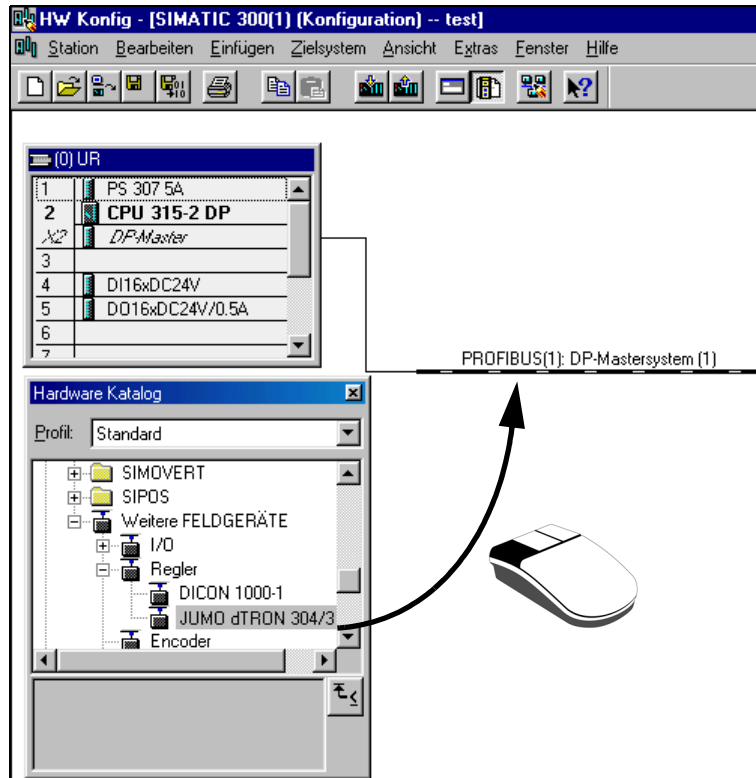 HW Konfig - [SIMATIC 300(1) (Konfiguration) -- test]
Station Bearbeiten Einfügen Zielsystem Ansicht Extras Fenster Hilfe
(0) UR
1 PS 307 5A
2 CPU 315-2 DP
X2 DP-Master
3
4 DI16xDC24V
5 DO16xDC24V/0.5A
6
7
PROFIBUS(1): DP-Mastersystem (1)
Hardware Katalog
Profil: Standard
SIMOVERT
SIPOS
Weitere FELDGERÄTE
I/O
Regler
DICON 1000-1
JUMO dTRON 304/3
Encoder